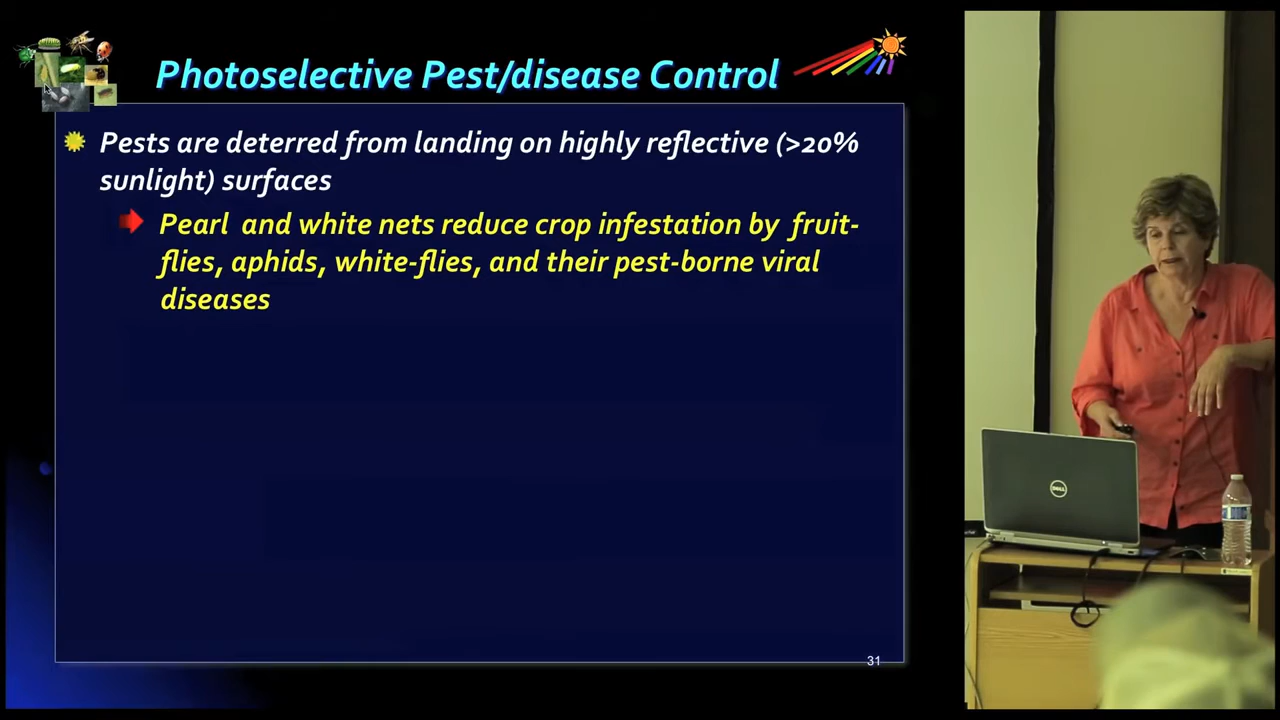 Photoselective Pest/disease Control
Pests are deterred from landing on highly reflective (>20%
sunlight) surfaces
Pearl and white nets reduce crop infestation by fruit-
flies, aphids, white-flies, and their pest-borne viral
diseases
31
DELL